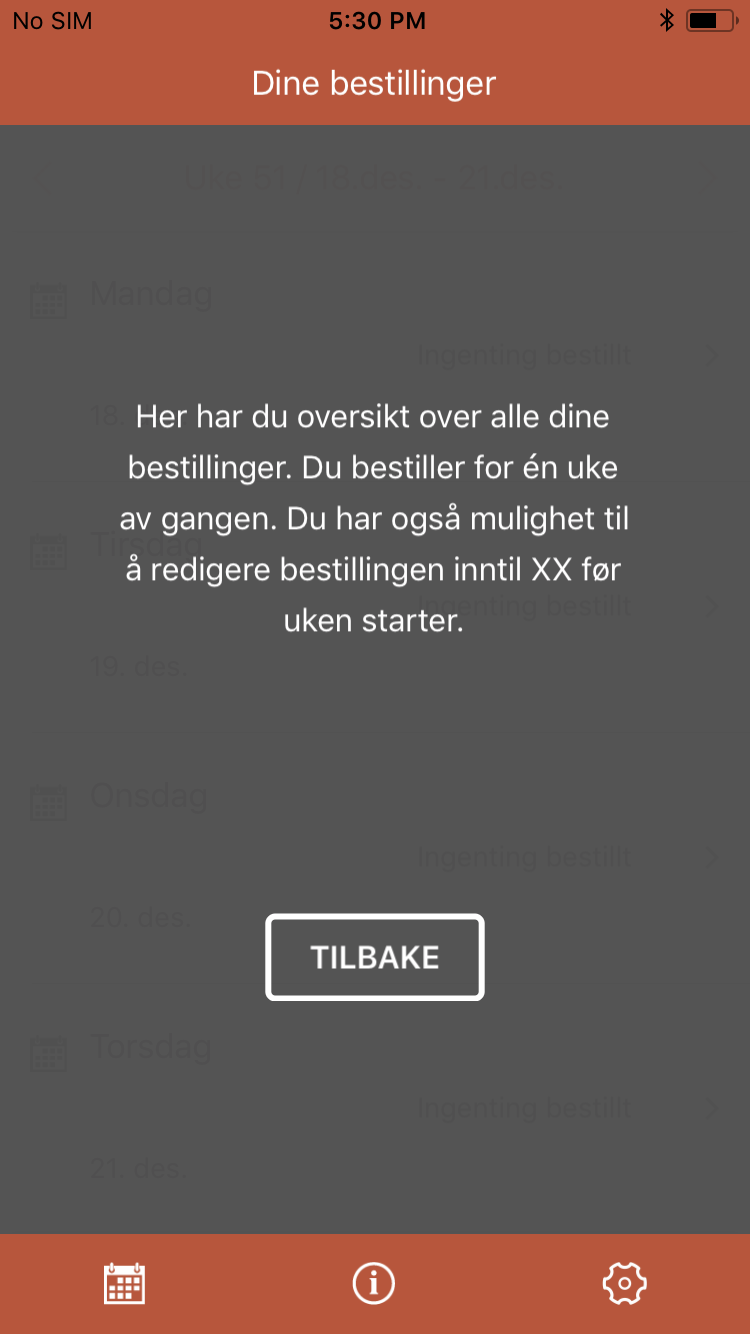 No SIM 5:30 PM
Dine bestillinger
Uke 51 / 18.des. – 21 des
Mandag
Ingenting bestillt
18.
Her har du oversikt over alle dine
bestillinger. Du bestiller for én uke
av gangen. Du har også mulighet til
Tirsdag
å redigere bestillingen inntil XX før
Ingenting bestillt
uken starter.
19. des.
Onsdag
Ingenting bestillt
20. des.
TILBAKE
Torsdag
Ingenting bestillt
21. des.